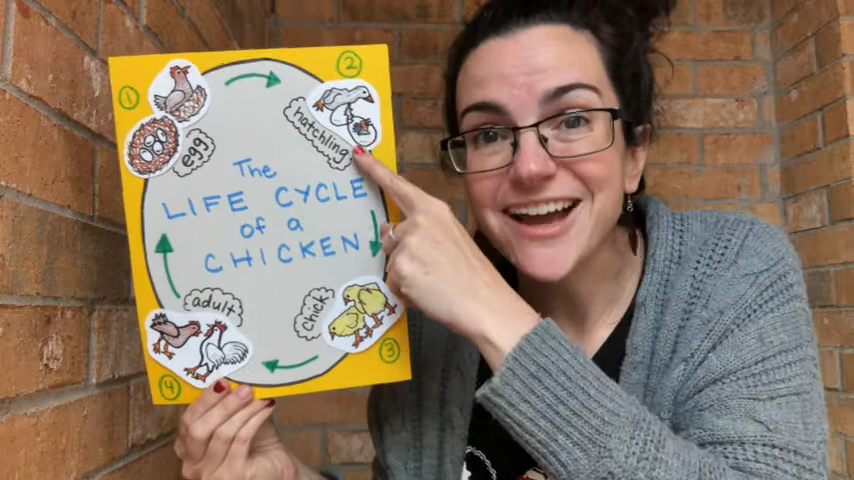 1
egg
2
hatchling
The
LIFE CYCLE
of a
CHICKEN
chick
3
adult
4